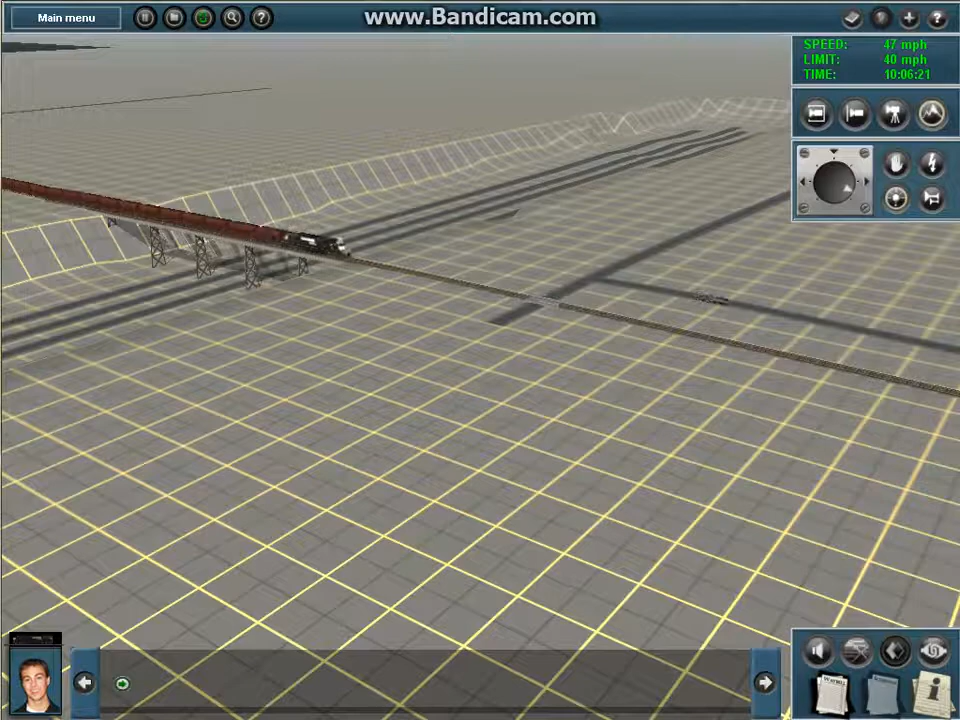 Main menu
www.Bandicam.com
SPEED: 47 mph
LIMIT: 40 mph
TIME: 10:06:21